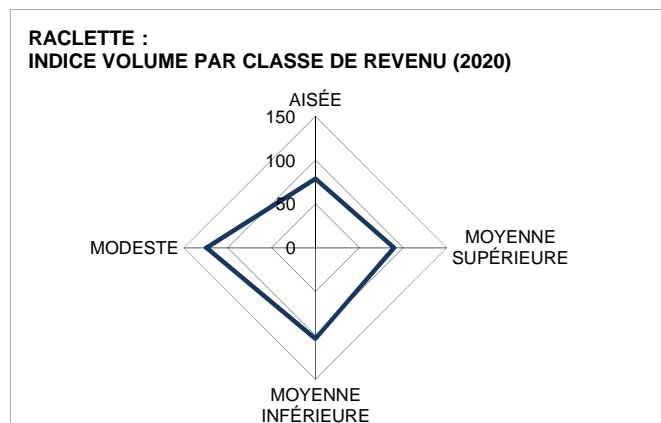 RACLETTE :
INDICE VOLUME PAR CLASSE DE REVENU (2020)
AISÉE
150
100
50
0
MODESTE
MOYENNE
SUPÉRIEURE
MOYENNE
INFÉRIEURE